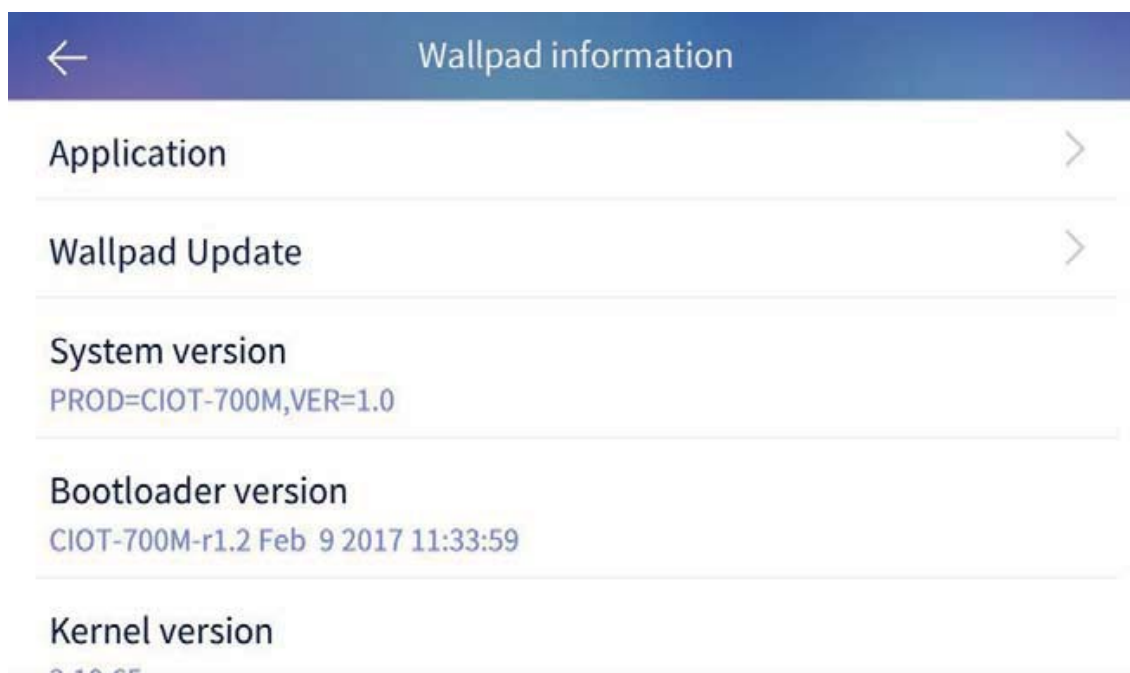 Wallpad information
Application
Wallpad Update
System version
PROD=CIOT-700M,VER=1.0
Bootloader version
CIOT-700M-r1.2 Feb 9 2017 11:33:59
Kernel version